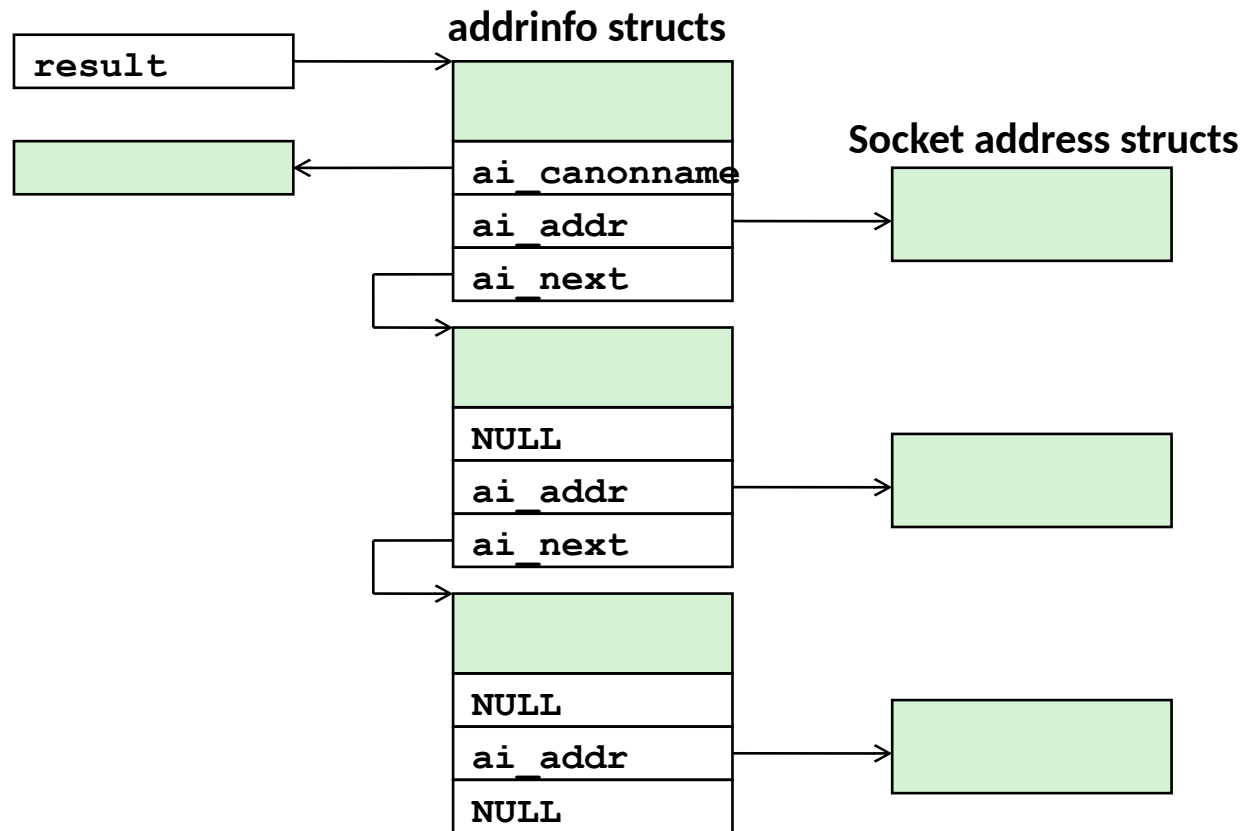 addrinfo structs
result
Socket address structs
ai_canonname
ai_addr
ai_next
NULL
ai_addr
ai_next
NULL
ai_addr
NULL